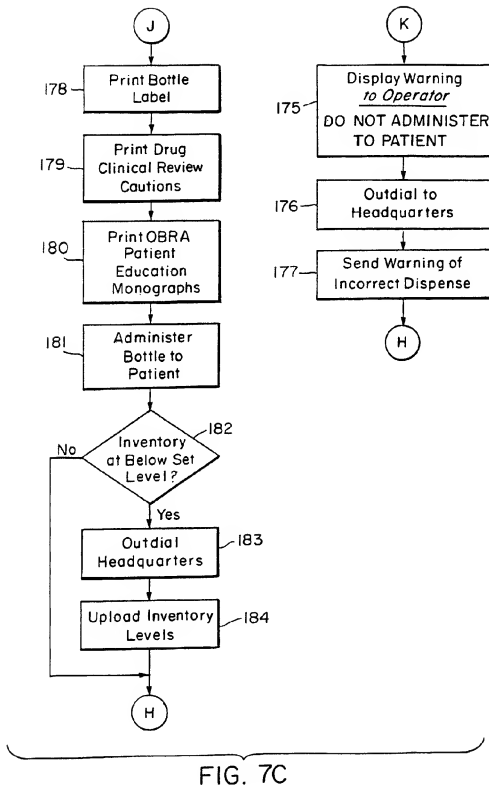 J
178
Print Bottle
Label
179
Print Drug
Clinical Review
Cautions
180
Print OBRA
Patient
Education
Monographs
181
Administer
Bottle to
Patient
182
Inventory
at Below Set
Level?
No
Yes
Outdial
Headquarters
183
Upload Inventory
Levels
184
H
K
175
Display Warning
to Operator
DO NOT ADMINISTER
TO PATIENT
176
Outdial to
Headquarters
177
Send Warning of
Incorrect Dispense
H
FIG. 7C